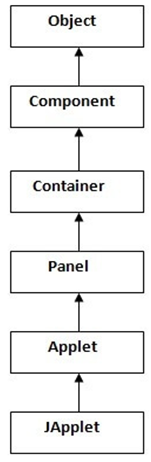 Object
Component
Container
Panel
Applet
JApplet